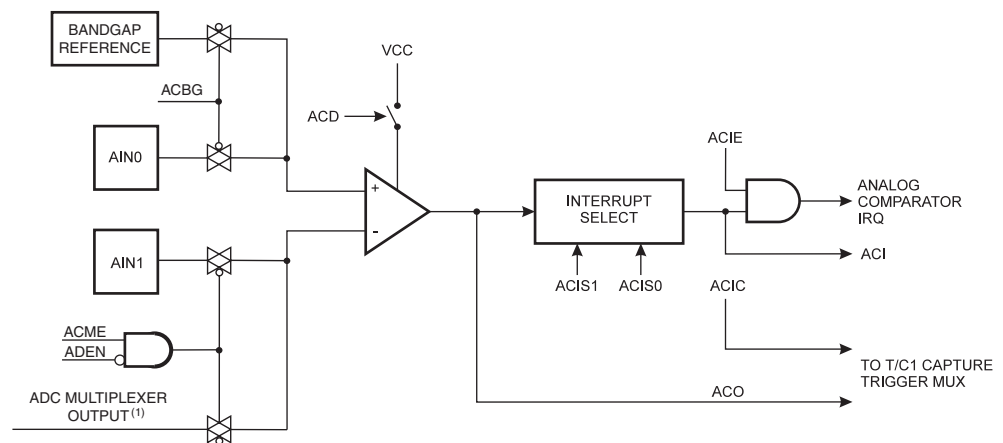 BANDGAP
REFERENCE
VCC
ACBG
ACD
ACIE
AIN0
+
INTERRUPT
SELECT
ANALOG
COMPARATOR
IRQ
-
AIN1
ACI
ACIS1 ACIS0 ACIC
ACME
ADEN
TO T/C1 CAPTURE
TRIGGER MUX
ADC MULTIPLEXER
OUTPUT (1)
ACO